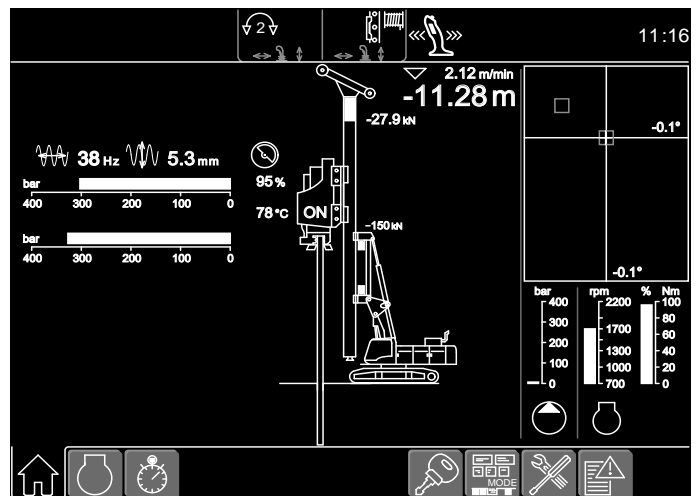 2
11:16
2.12 m/min
-11.28 m
-27.9 kN
-0.1°
38 Hz
5.3 mm
95 %
bar
400 300 200 100 0
78 °C
ON
-150 kN
bar
400 300 200 100 0
-0.1°
bar
400
300
200
100
0
rpm
2200
1700
1300
1000
700
% Nm
100
80
60
40
20
0
MODE